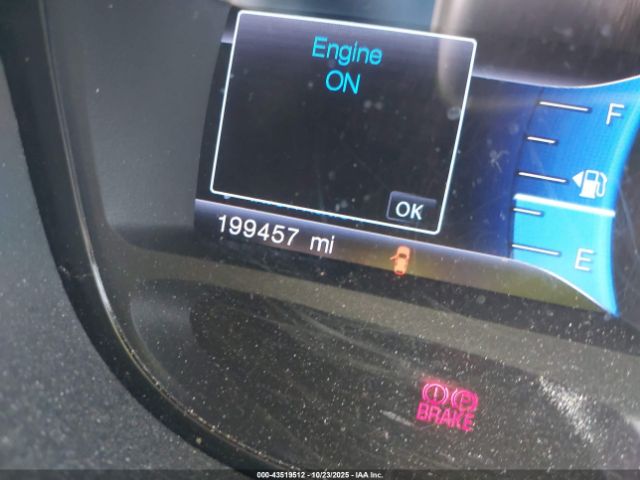 Engine
ON
F
OK
199457 mi
E
BRAKE
000-43519512 - 10/23/2025 - IAA Inc.